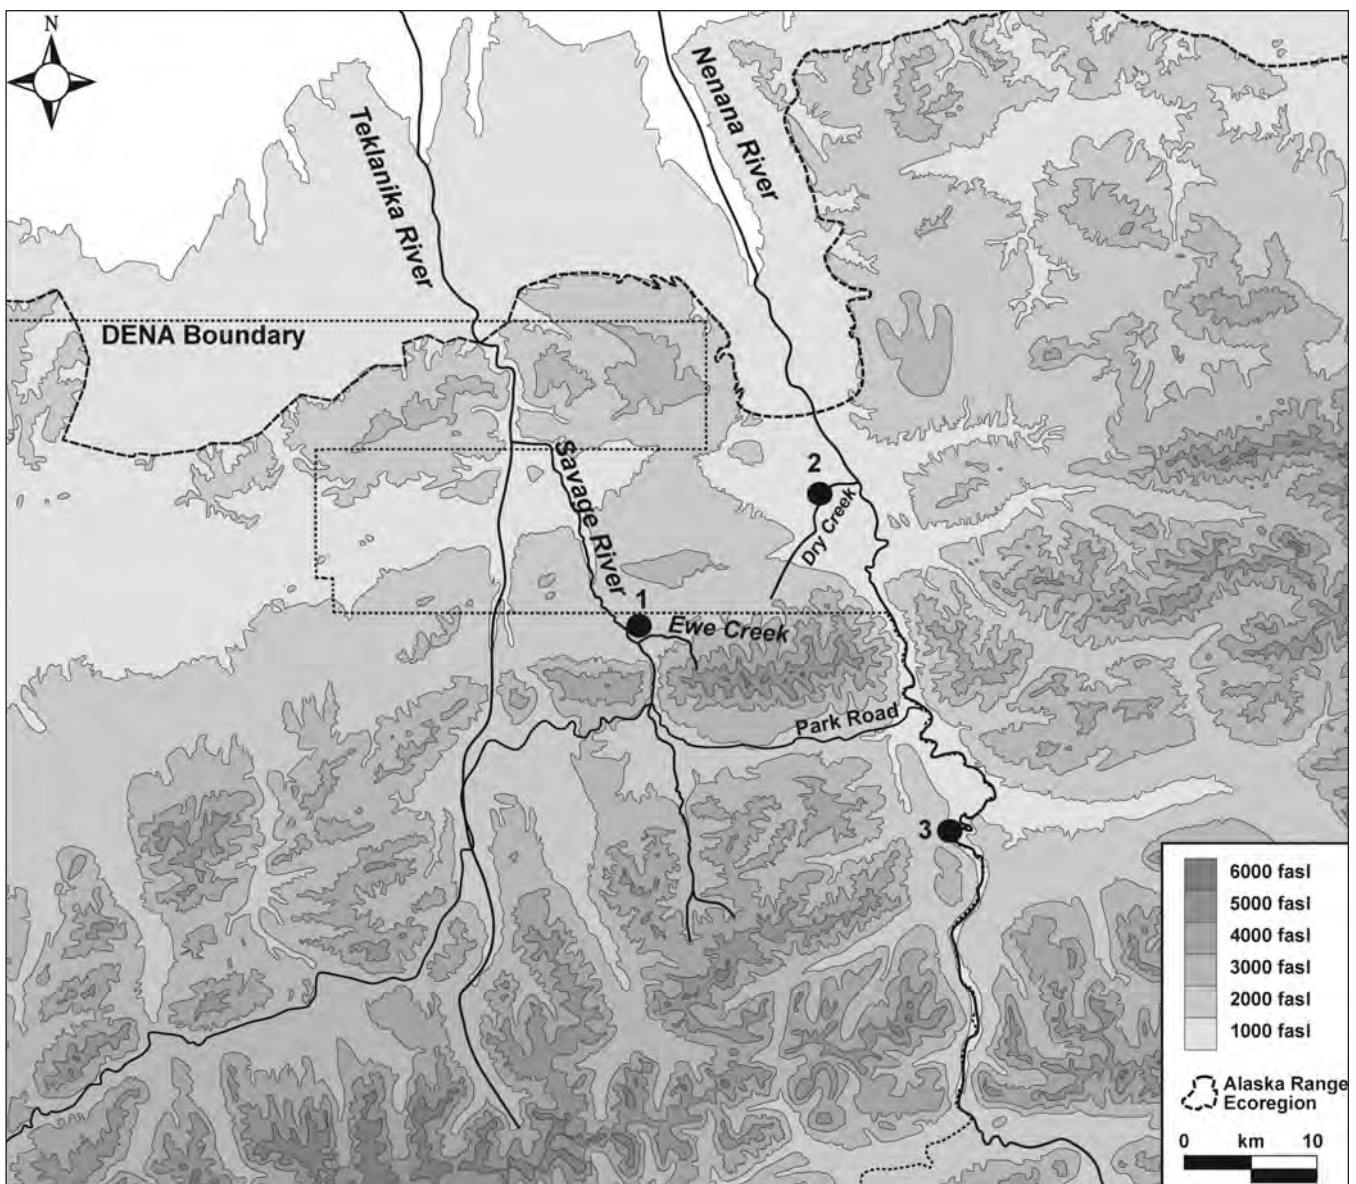 N
Teklanika River
Nenana River
DENA Boundary
Savage River
2
Dry Creek
1
Ewe Creek
Park Road
3
6000 fasl
5000 fasl
4000 fasl
3000 fasl
2000 fasl
1000 fasl
Alaska Range
Ecoregion
0 km 10